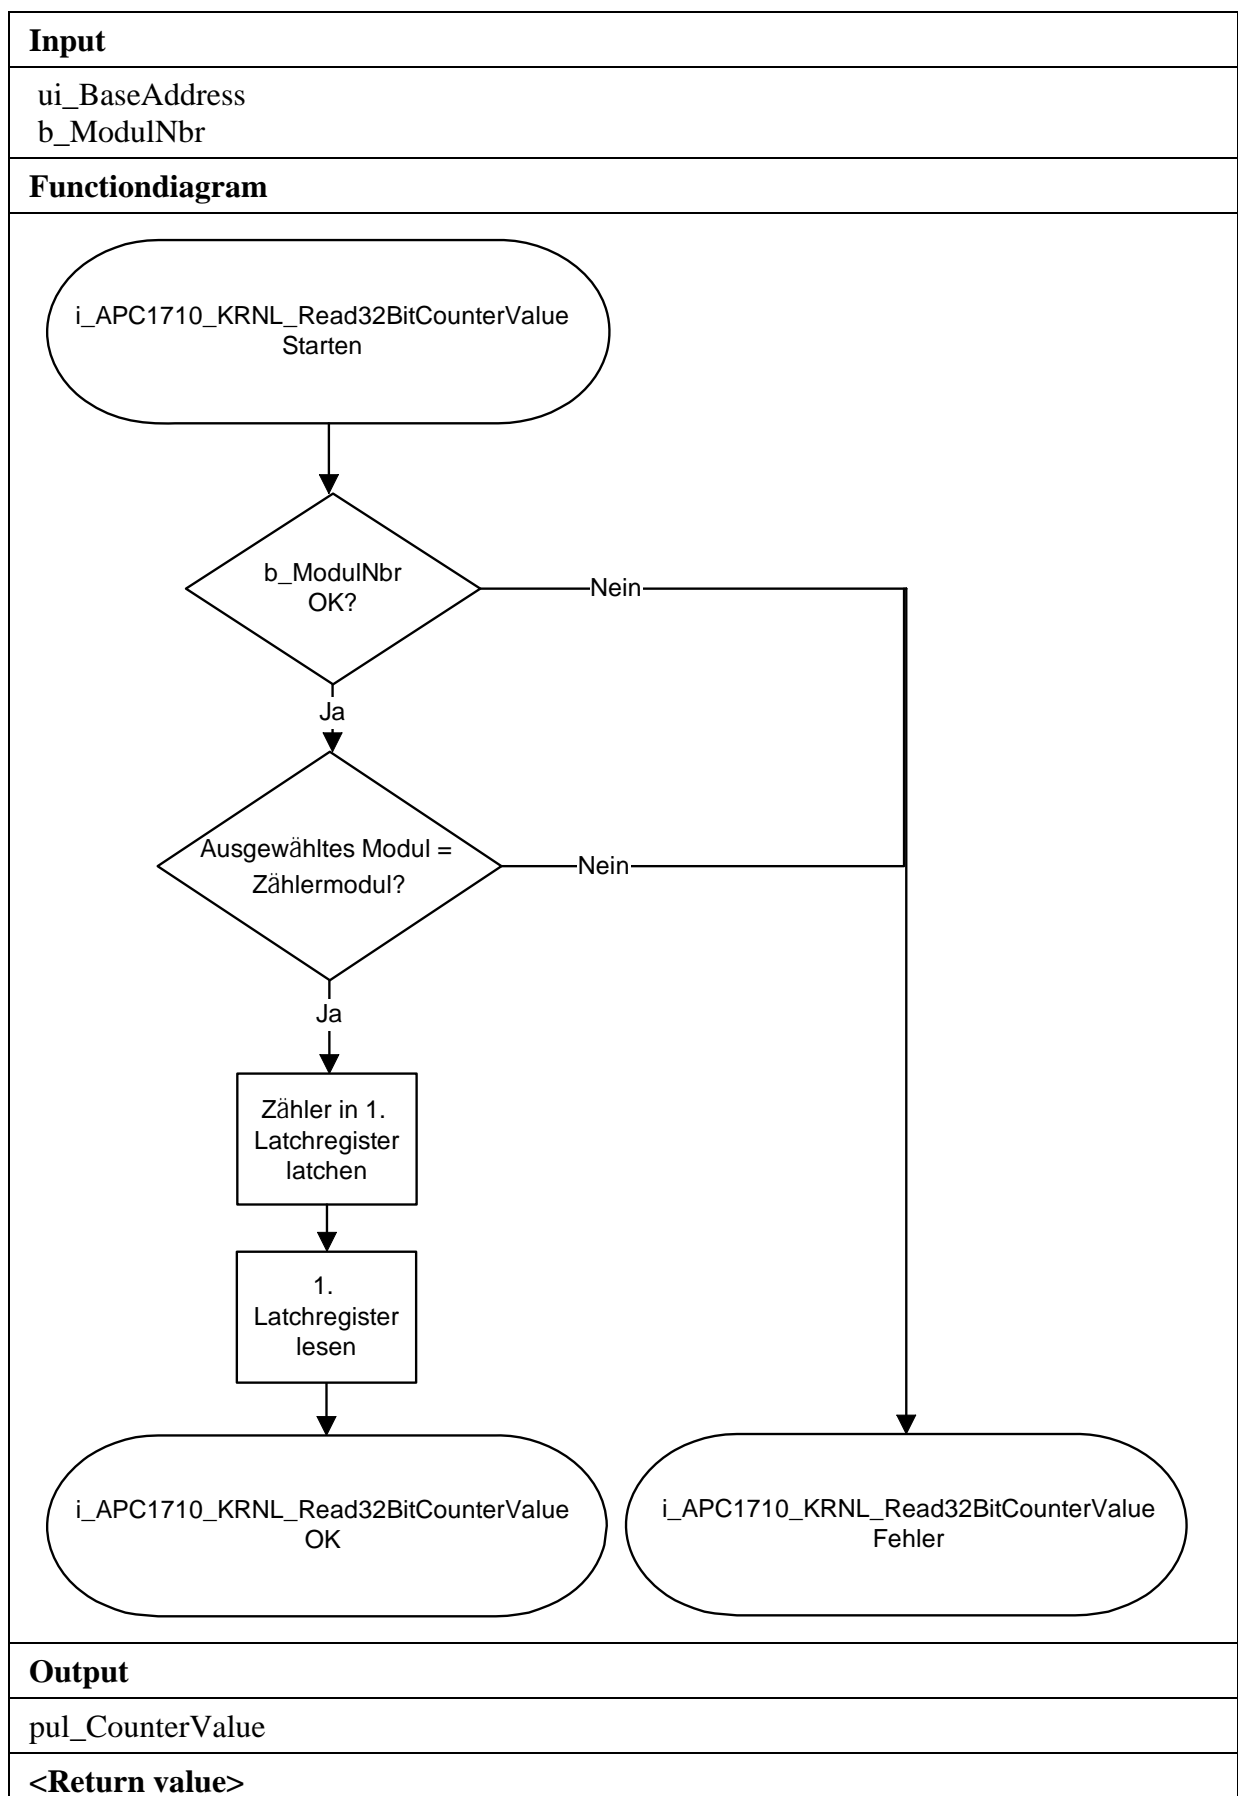 Input
ui_BaseAddress
b_ModulNbr
Functiondiagram
i_APC1710_KRNL_Read32BitCounterValue
Starten
b_ModulNbr
OK?
Nein
Ja
Ausgewähltes Modul =
Zählermodul?
Nein
Ja
Zähler in 1.
Latchregister
latchen
1.
Latchregister
lesen
i_APC1710_KRNL_Read32BitCounterValue
OK
i_APC1710_KRNL_Read32BitCounterValue
Fehler
Output
pul_CounterValue
<Return value>